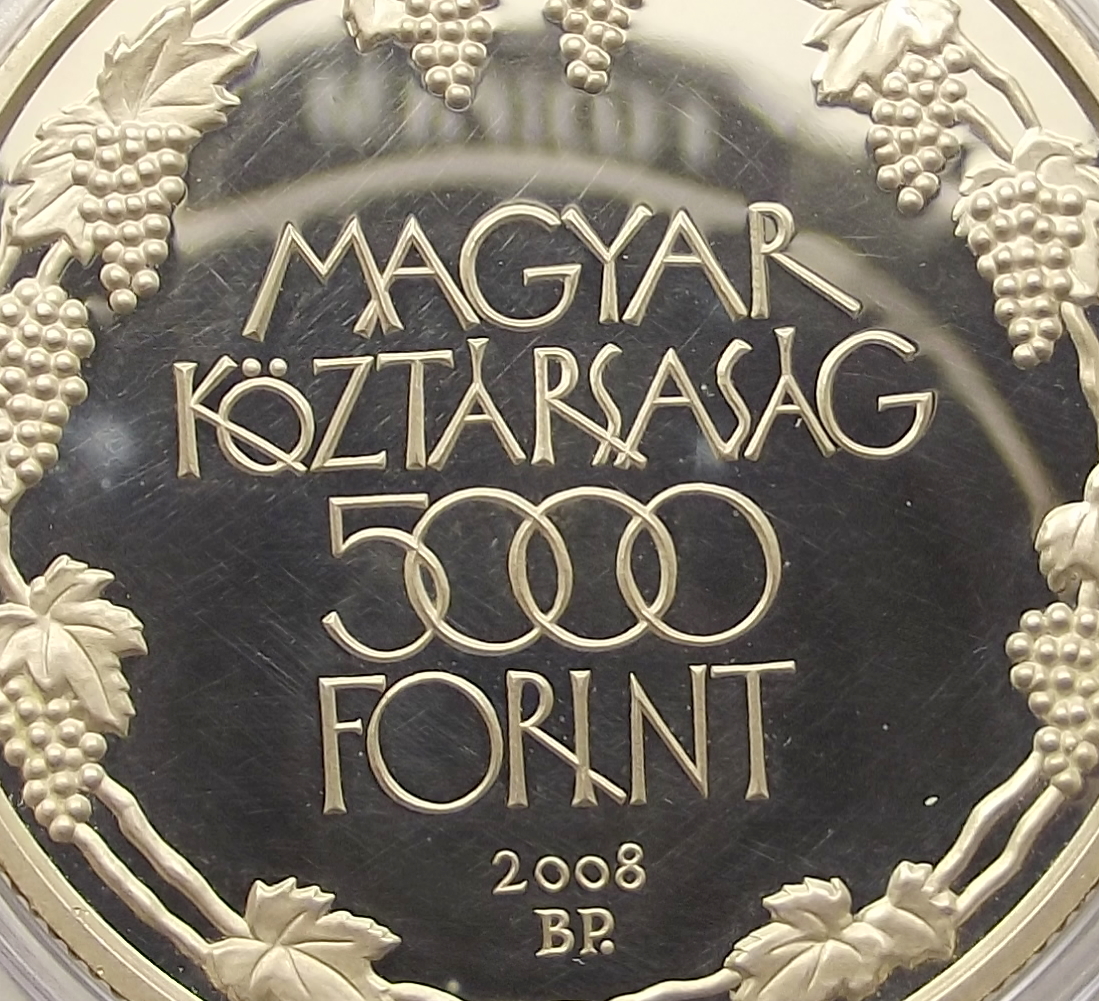 MAGYAR
KÖZTÁRSASÁG
5000
FORINT
2008
BP.